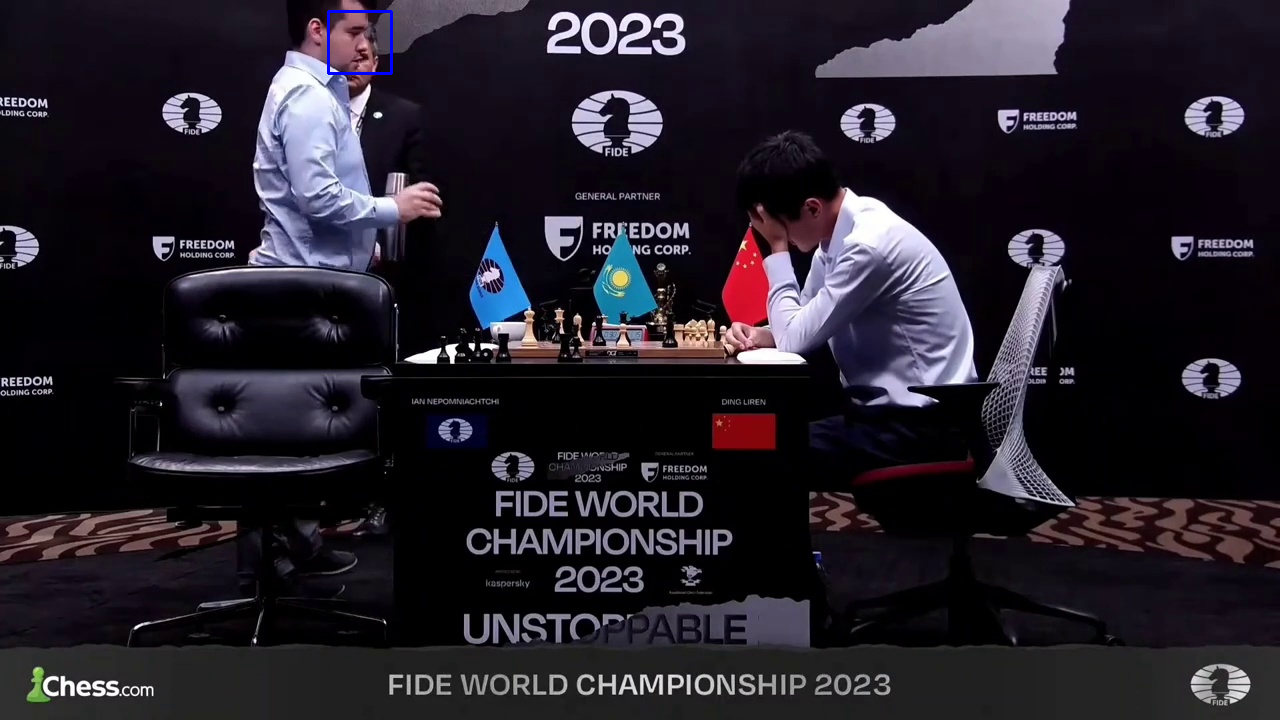 2023
FREEDOM
HOLDING CORP.
FIDE
FIDE
FIDE
FREEDOM
HOLDING CORP.
FIDE
GENERAL PARTNER
FREEDOM
HOLDING CORP.
FIDE
FREEDOM
HOLDING CORP.
FIDE
FREEDOM
HOLDING CORP.
FREEDOM
HOLDING CORP.
FIDE
IAN NEPOMNIACHTCHI
DING LIREN
FIDE
FIDE WORLD
CHAMPIONSHIP
2023
GENERAL PARTNER
FREEDOM
HOLDING CORP.
FIDE WORLD
CHAMPIONSHIP
2023
kaspersky
UNSTOPPABLE
Chess.com
FIDE WORLD CHAMPIONSHIP 2023
FIDE